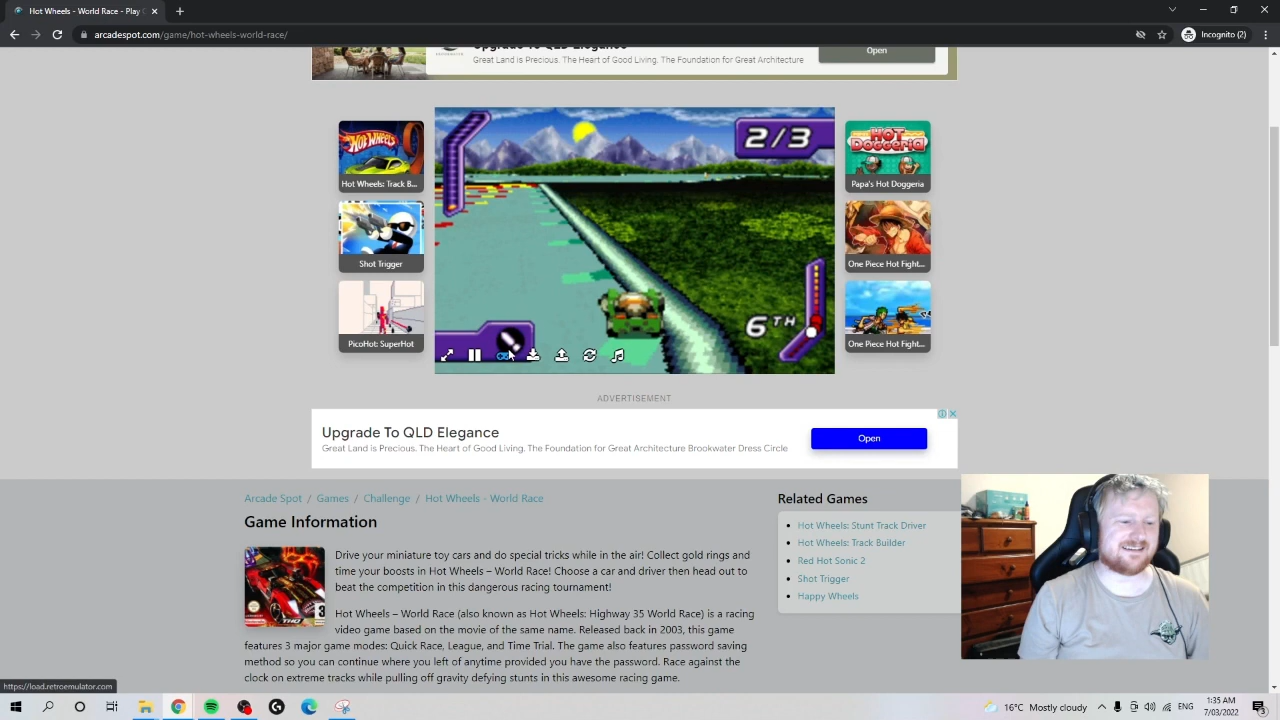 Hot Wheels - World Race - Play H
arcadespot.com/game/hot-wheels-world-race/
Incognito (2)
Great Land is Precious. The Heart of Good Living. The Foundation for Great Architecture
Open
HOT WHEELS
Hot Wheels: Track B...
Shot Trigger
PicoHot: SuperHot
2/3
6TH
HOT DOGGERIA
Papa's Hot Doggeria
One Piece Hot Fight...
One Piece Hot Fight...
ADVERTISEMENT
Upgrade To QLD Elegance
Great Land is Precious. The Heart of Good Living. The Foundation for Great Architecture Brookwater Dress Circle
Open
Arcade Spot / Games / Challenge / Hot Wheels - World Race
Game Information
Drive your miniature toy cars and do special tricks while in the air! Collect gold rings and
time your boosts in Hot Wheels – World Race! Choose a car and driver then head out to
beat the competition in this dangerous racing tournament!
THQ
3
Hot Wheels – World Race (also known as Hot Wheels: Highway 35 World Race) is a racing
video game based on the movie of the same name. Released back in 2003, this game
features 3 major game modes: Quick Race, League, and Time Trial. The game also features password saving
method so you can continue where you left of anytime provided you have the password. Race against the
clock on extreme tracks while defying gravity pulling stunts in this awesome racing game.
Related Games
Hot Wheels: Stunt Track Driver
Hot Wheels: Track Builder
Red Hot Sonic 2
Shot Trigger
Happy Wheels
https://load.retroemulator.com
16°C Mostly cloudy
ENG
1:35 AM
7/03/2022